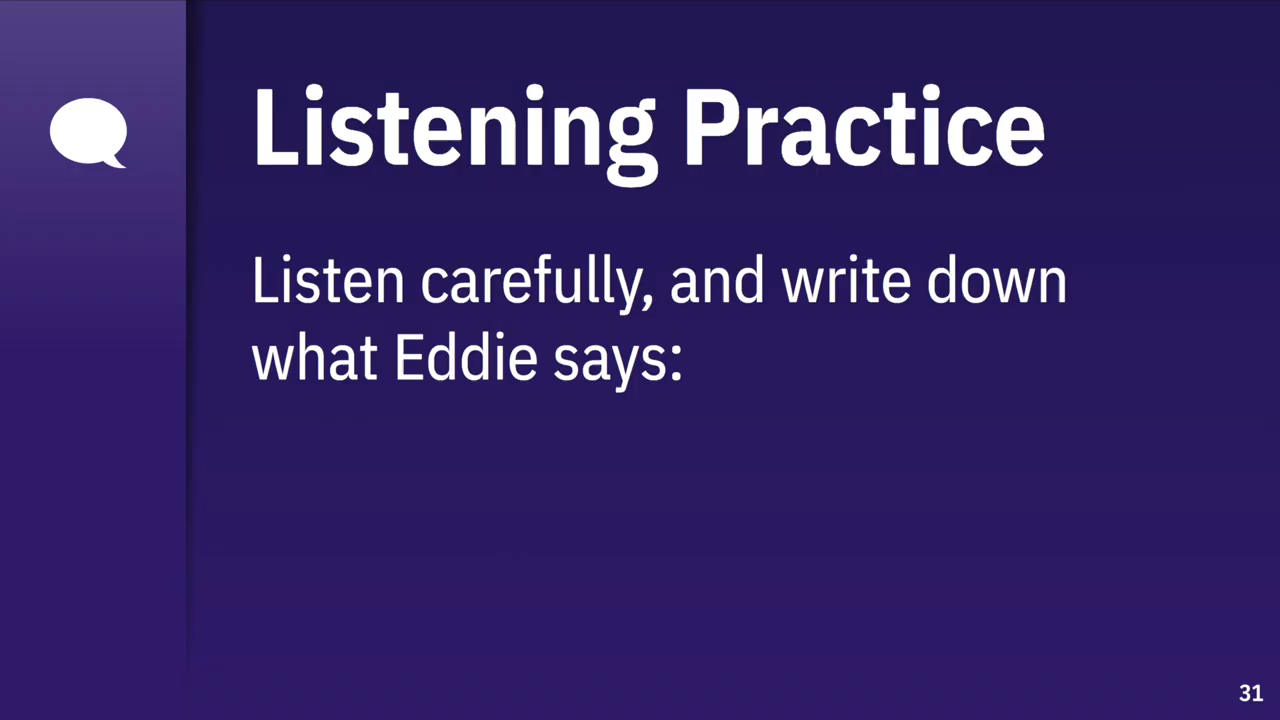 Listening Practice
Listen carefully, and write down
what Eddie says:
31